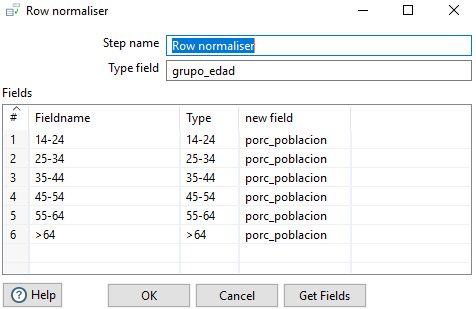 Row normaliser
Step name Row normaliser
Type field grupo_edad
Fields
# Fieldname Type new field
1 14-24 14-24 porc_poblacion
2 25-34 25-34 porc_poblacion
3 35-44 35-44 porc_poblacion
4 45-54 45-54 porc_poblacion
5 55-64 55-64 porc_poblacion
6 >64 >64 porc_poblacion
Help OK Cancel Get Fields